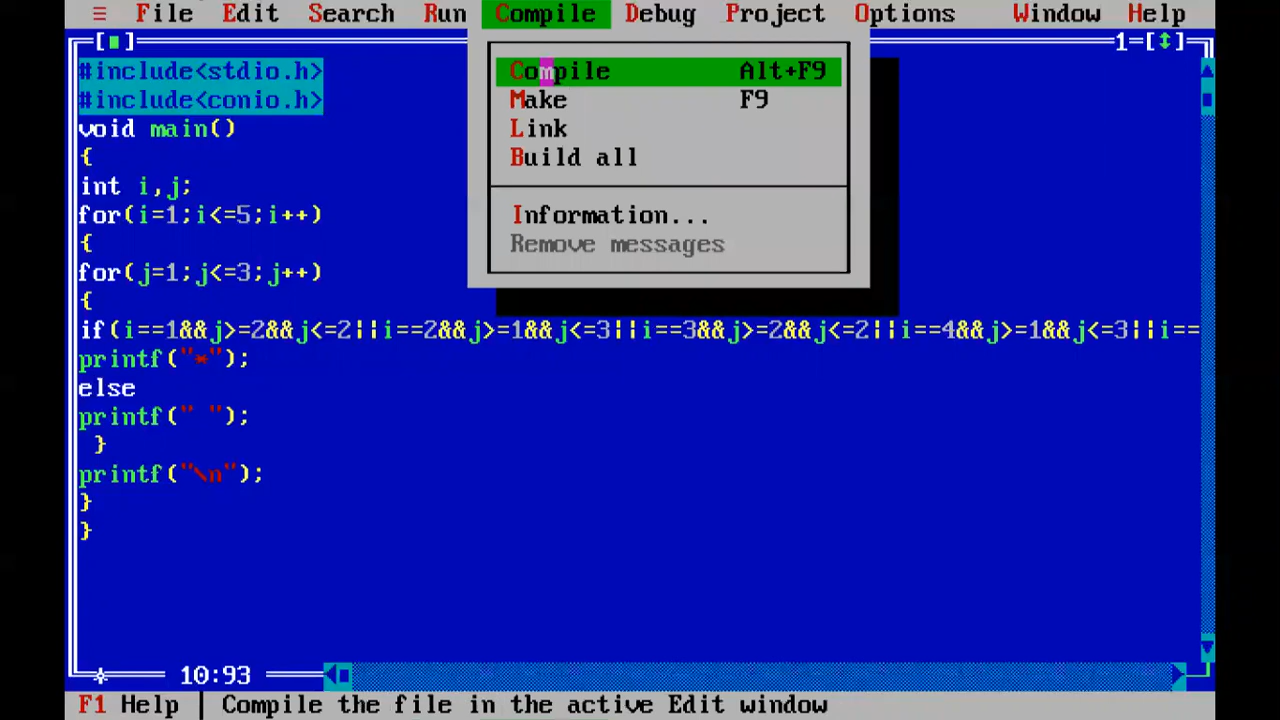 ≡ File Edit Search Run Compile Debug Project Options Window Help
[■] 1=[↕]
Compile Alt+F9
Make F9
Link
Build all
Information...
Remove messages
#include<stdio.h>
#include<conio.h>
void main()
{
int i,j;
for(i=1;i<=5;i++)
{
for(j=1;j<=3;j++)
{
if(i==1&&j>=2&&j<=2||i==2&&j>=1&&j<=3||i==3&&j>=2&&j<=2||i==4&&j>=1&&j<=3||i==
printf("*");
else
printf(" ");
}
printf("\n");
}
}
10:93
F1 Help | Compile the file in the active Edit window